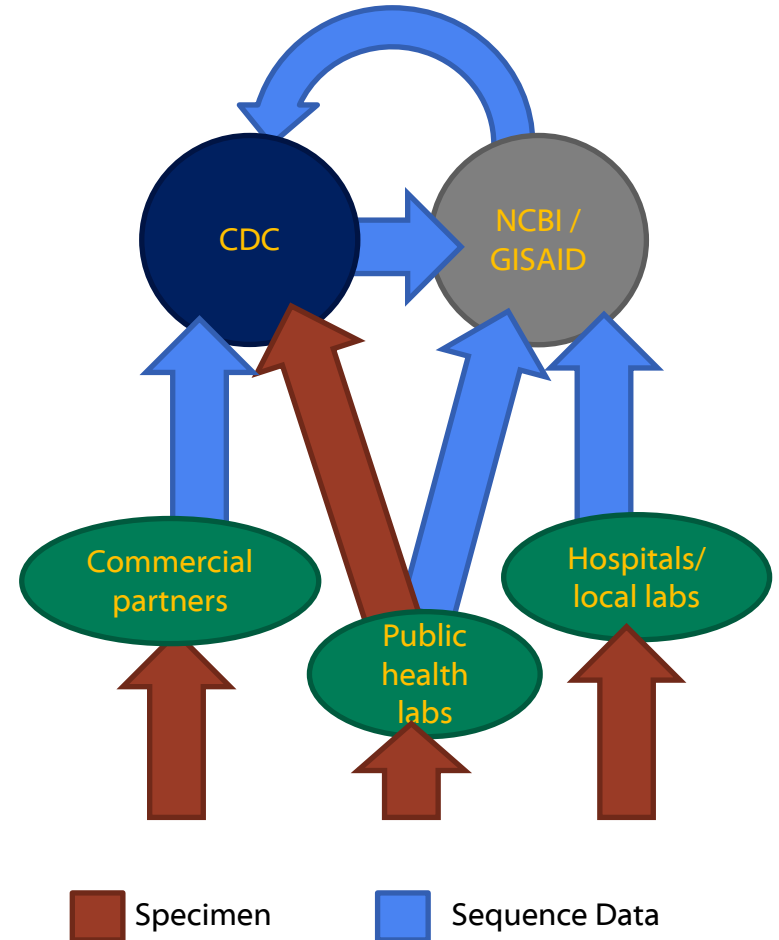 CDC
NCBI /
GISAID
Commercial
partners
Hospitals/
local labs
Public
health
labs
Specimen
Sequence Data